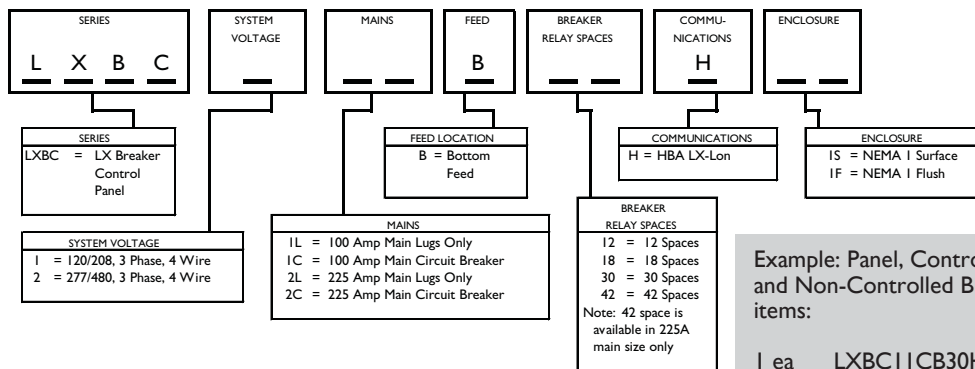 SERIES
L X B C
SYSTEM
VOLTAGE
MAINS
FEED
B
BREAKER
RELAY SPACES
COMMU-
NICATIONS
H
ENCLOSURE
SERIES
LXBC = LX Breaker
Control
Panel
FEED LOCATION
B = Bottom
Feed
COMMUNICATIONS
H = HBA LX-Lon
ENCLOSURE
1S = NEMA 1 Surface
1F = NEMA 1 Flush
SYSTEM VOLTAGE
1 = 120/208, 3 Phase, 4 Wire
2 = 277/480, 3 Phase, 4 Wire
MAINS
1L = 100 Amp Main Lugs Only
1C = 100 Amp Main Circuit Breaker
2L = 225 Amp Main Lugs Only
2C = 225 Amp Main Circuit Breaker
BREAKER
RELAY SPACES
12 = 12 Spaces
18 = 18 Spaces
30 = 30 Spaces
42 = 42 Spaces
Note: 42 space is
available in 225A
main size only
Example: Panel,
and Non-Controlled
items:
1 ea